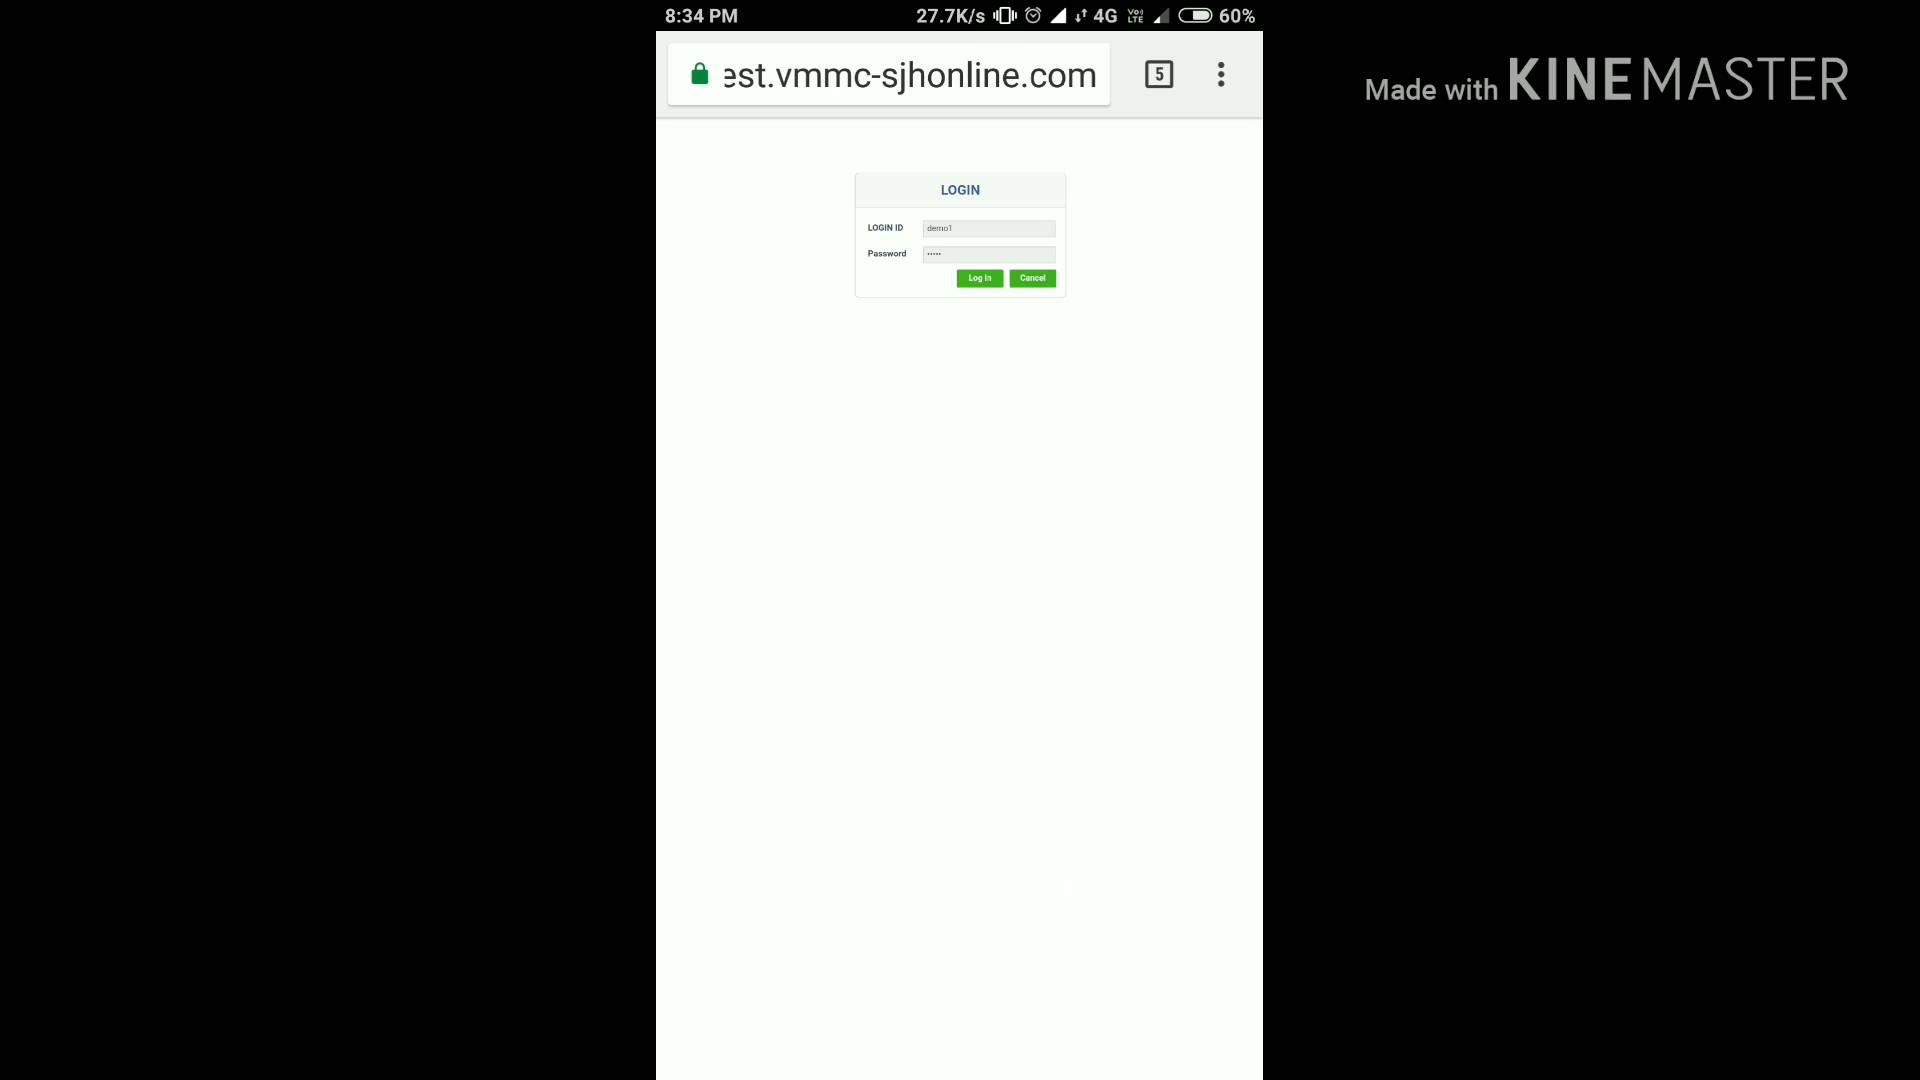 8:34 PM 27.7K/s 4G VoLTE 60%
est.vmmc-sjhonline.com 5
Made with KINEMASTER
LOGIN
LOGIN ID demo1
Password •••••
Log in Cancel